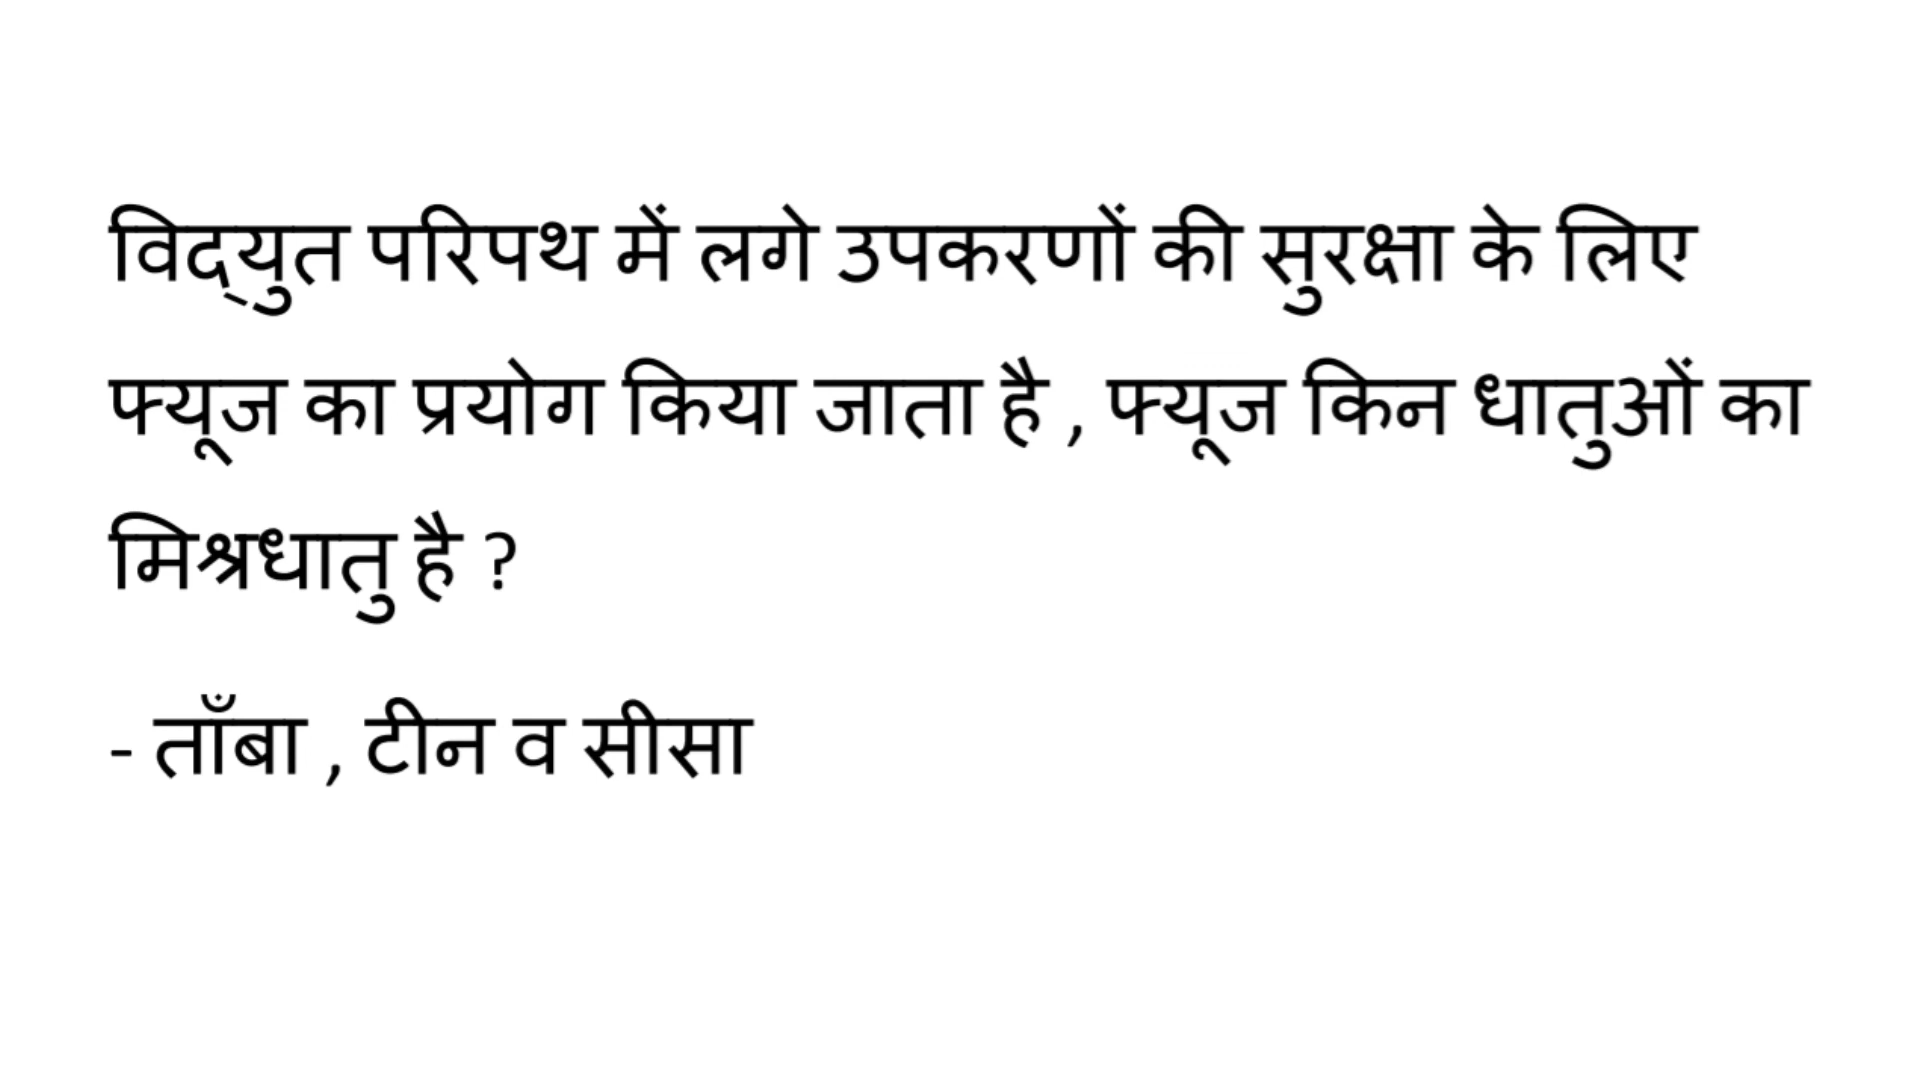 विद्युत परिपथ में लगे उपकरणों की सुरक्षा के लिए
फ्यूज का प्रयोग किया जाता है , फ्यूज किन धातुओं का
मिश्रधातु है ?
- ताँबा , टीन व सीसा